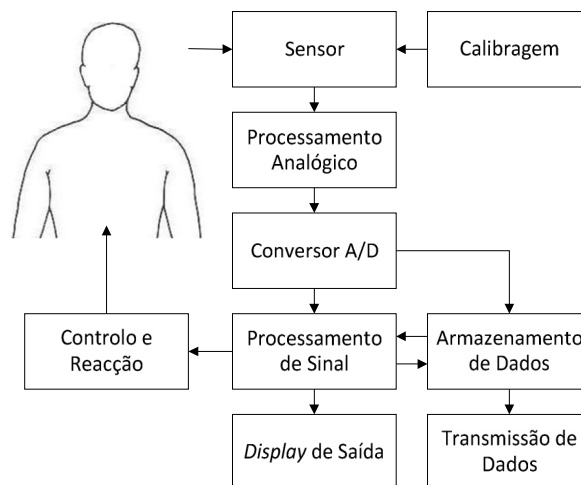 Sensor
Calibragem
Processamento
Analógico
Conversor A/D
Controlo e
Reacção
Processamento
de Sinal
Armazenamento
de Dados
Display de Saída
Transmissão de
Dados